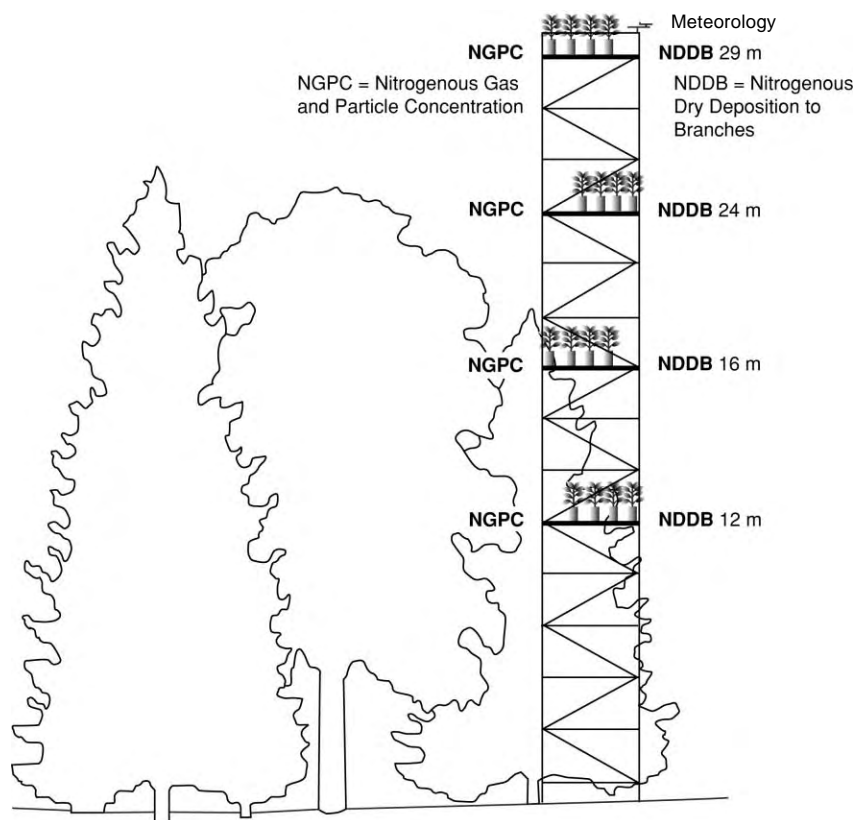 Meteorology
NGPC NDDB 29 m
NGPC = Nitrogenous Gas
and Particle Concentration
NDDB = Nitrogenous
Dry Deposition to
Branches
NGPC NDDB 24 m
NGPC NDDB 16 m
NGPC NDDB 12 m